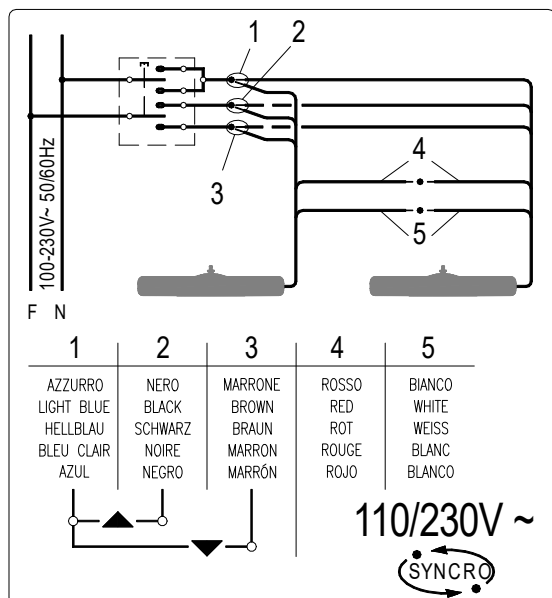 1
2
3
4
5
100-230V~ 50/60Hz
F N
1 2 3 4 5
AZZURRO NERO MARRONE ROSSO BIANCO
LIGHT BLUE BLACK BROWN RED WHITE
HELLBLAU SCHWARZ BRAUN ROT WEISS
BLEU CLAIR NOIRE MARRON ROUGE BLANC
AZUL NEGRO MARRÓN ROJO BLANCO
110/230V ~
SYNCRO